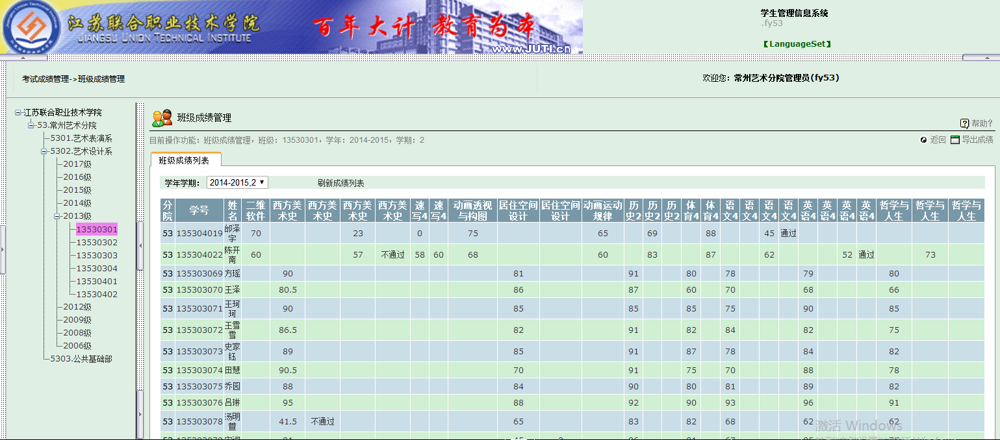 江苏联合职业技术学院
JIANGSU UNION TECHNICAL INSTITUTE
百年大计 教育为本
www.JUTI.cn
学生管理信息系统
.fy53
【LanguageSet】
考试成绩管理->班级成绩管理
欢迎您：常州艺术分院管理员(fy53)
江苏联合职业技术学院
53.常州艺术分院
5301.艺术表演系
5302.艺术设计系
2017级
2016级
2015级
2014级
2013级
13530301
13530302
13530303
13530304
13530401
13530402
2012级
2009级
2008级
2006级
5303.公共基础部
班级成绩管理
帮助?
目前操作功能：班级成绩管理，班级：13530301，学年：2014-2015，学期：2
返回 导出成绩
班级成绩列表
学年学期： 2014-2015,2 刷新成绩列表
分院 学号 姓名 二维软件 西方美术史 西方美术史 西方美术史 西方美术史 速写4 速写4 动画透视与构图 居住空间设计 居住空间设计 动画运动规律 历史2 历史2 历史2 体育4 体育4 语文4 语文4 语文4 语文4 英语4 英语4 英语4 英语4 哲学与人生 哲学与人生 哲学与人生
53 135304019 邰泽宇 70 23 0 75 65 69 88 45 通过
53 135304022 陈开南 60 57 不通过 58 60 68 60 83 87 62 52 通过 73
53 135303069 方瑶 90 81 91 80 78 79 80
53 135303070 王泽 80.5 86 87 60 70 68 66
53 135303071 王珂珂 90 85 85 85 75 90 85
53 135303072 王雪雪 86.5 82 91 82 84 82 75
53 135303073 史家钰 89 85 91 87 78 84 82
53 135303074 田慧 90.5 70 91 75 70 88 78
53 135303075 乔园 88 84 90 80 81 89 82
53 135303076 吕琳 95 88 92 90 93 96 91
53 135303078 汤明萱 41.5 不通过 65 83 82 68 62 62
激活 Windows